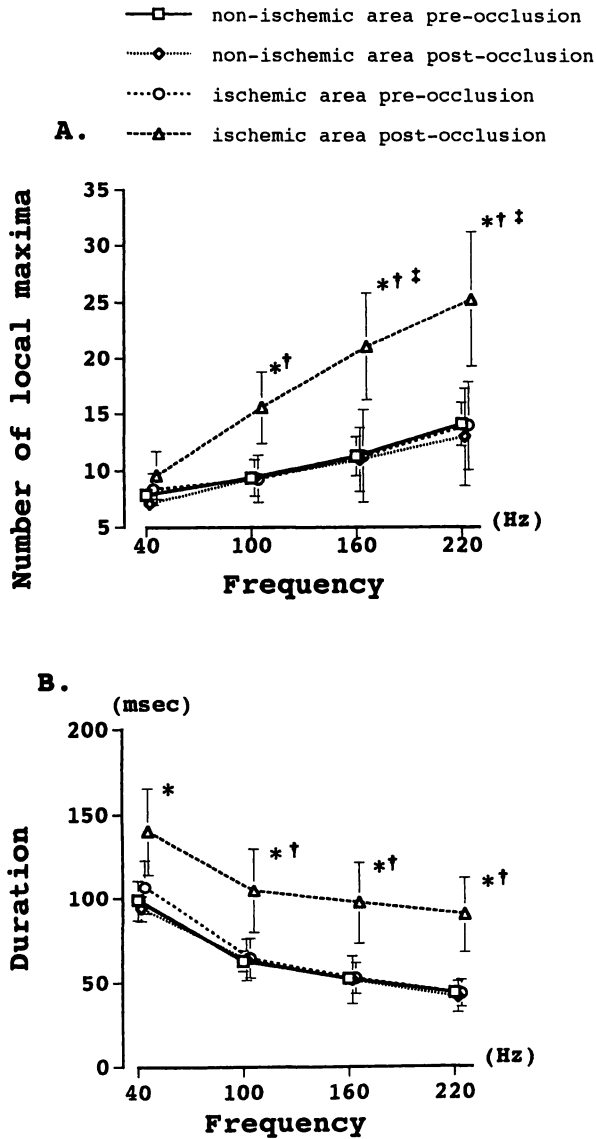 non-ischemic area pre-occlusion
non-ischemic area post-occlusion
ischemic area pre-occlusion
ischemic area post-occlusion
A.
Number of local maxima
35
30
25
20
15
10
5
*† ‡
*† ‡
*†
40 100 160 220 (Hz)
Frequency
B.
(msec)
Duration
200
150
100
50
0
*
* †
*†
*†
40 100 160 220 (Hz)
Frequency